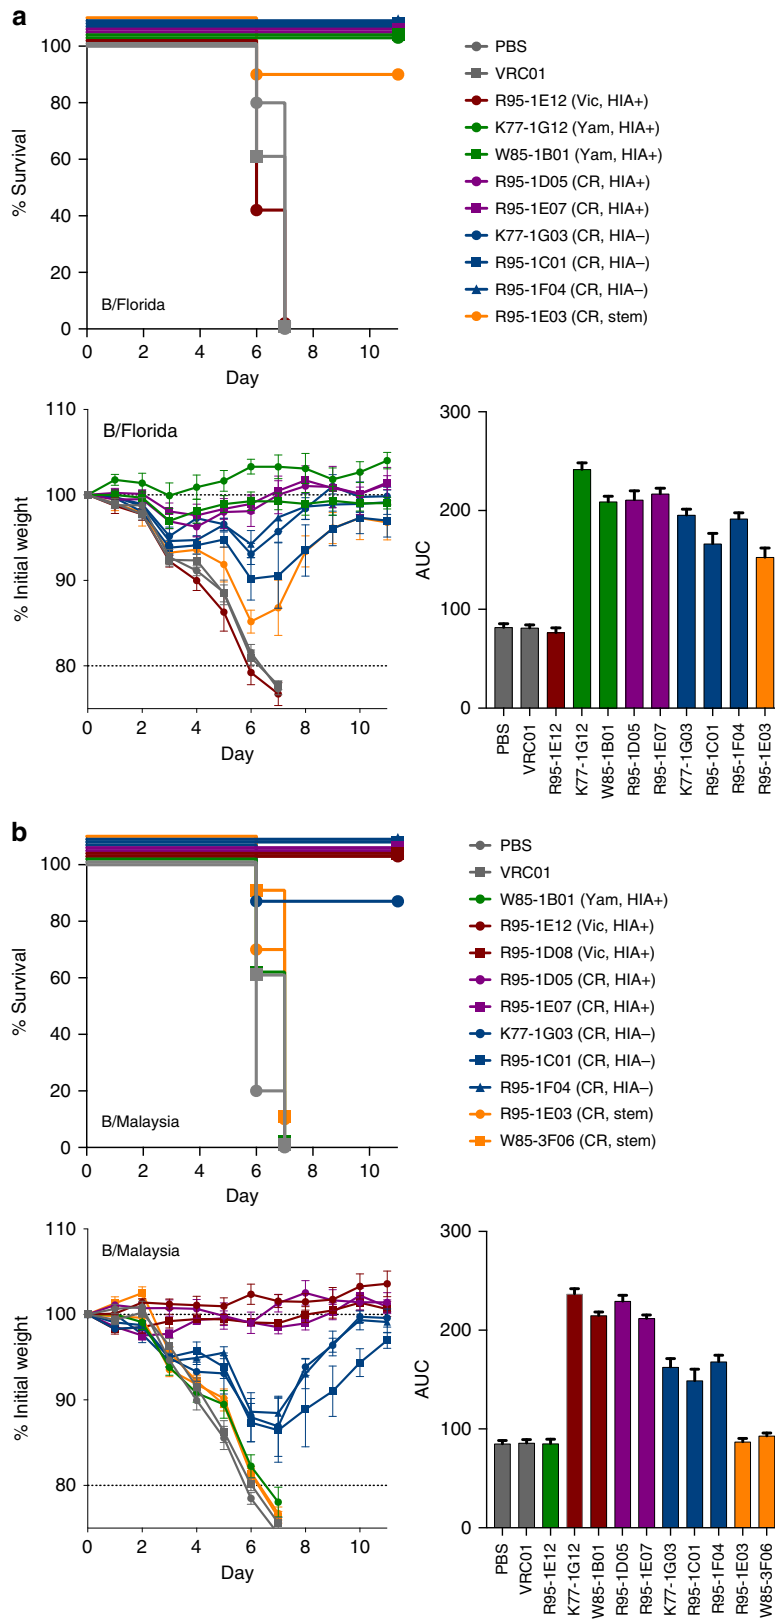 a
100
80
60
40
20
0
% Survival
B/Florida
0 2 4 6 8 10
Day
PBS
VRC01
R95-1E12 (Vic, HIA+)
K77-1G12 (Yam, HIA+)
W85-1B01 (Yam, HIA+)
R95-1D05 (CR, HIA+)
R95-1E07 (CR, HIA+)
K77-1G03 (CR, HIA–)
R95-1C01 (CR, HIA–)
R95-1F04 (CR, HIA–)
R95-1E03 (CR, stem)
110
100
90
80
% Initial weight
B/Florida
0 2 4 6 8 10
Day
300
200
100
0
AUC
PBS
VRC01
R95-1E12
K77-1G12
W85-1B01
R95-1D05
R95-1E07
K77-1G03
R95-1C01
R95-1F04
R95-1E03
b
100
80
60
40
20
0
% Survival
B/Malaysia
0 2 4 6 8 10
Day
PBS
VRC01
W85-1B01 (Yam, HIA+)
R95-1E12 (Vic, HIA+)
R95-1D08 (Vic, HIA+)
R95-1D05 (CR, HIA+)
R95-1E07 (CR, HIA+)
K77-1G03 (CR, HIA–)
R95-1C01 (CR, HIA–)
R95-1F04 (CR, HIA–)
R95-1E03 (CR, stem)
W85-3F06 (CR, stem)
110
100
90
80
% Initial weight
B/Malaysia
0 2 4 6 8 10
Day
300
200
100
0
AUC
PBS
VRC01
R95-1E12
K77-1G12
W85-1B01
R95-1D05
R95-1E07
K77-1G03
R95-1C01
R95-1F04
R95-1E03
W85-3F06